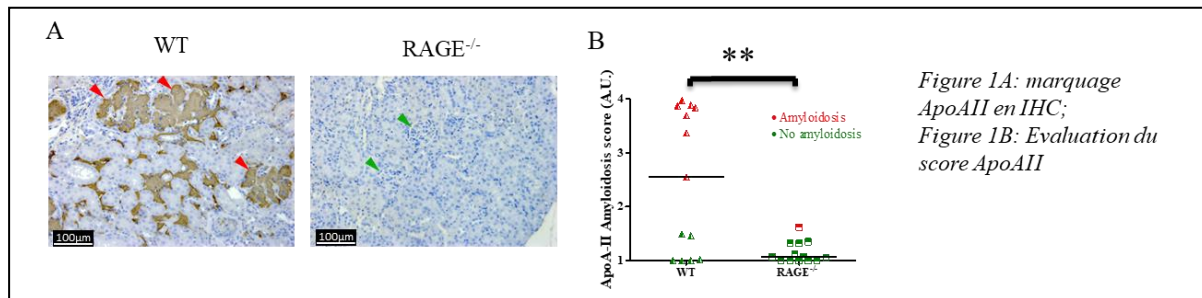 A
WT
RAGE-/-
100µm
100µm
B
**
ApoA-II Amyloidosis score (A.U.)
4
3
2
1
Amyloidosis
No amyloidosis
WT
RAGE-/-
Figure 1A: marquage
ApoAII en IHC;
Figure 1B: Evaluation du
score ApoAII